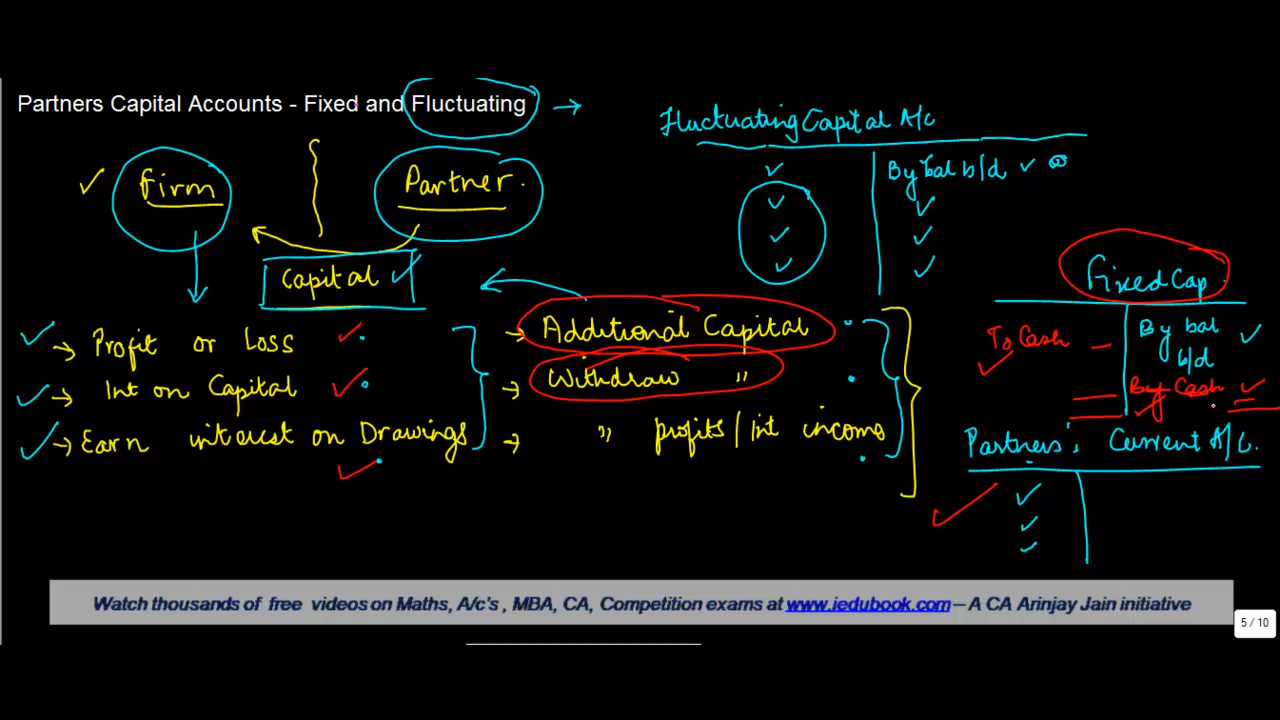 Partners Capital Accounts - Fixed and Fluctuating →
Fluctuating Capital A/c
By bal b/d
✓ firm
Partner.
Capital ✓
Fixed Cap.
→ Profit or Loss
→ Int on Capital
→ Earn interest on Drawings
→ Additional Capital
→ Withdraw "
→ " profits/Int income
To Cash —
By bal
b/d
By Cash
Partners' Current A/C.
Watch thousands of free videos on Maths, A/c's , MBA, CA, Competition exams at www.iedubook.com – A CA Arinjay Jain initiative
5 / 10